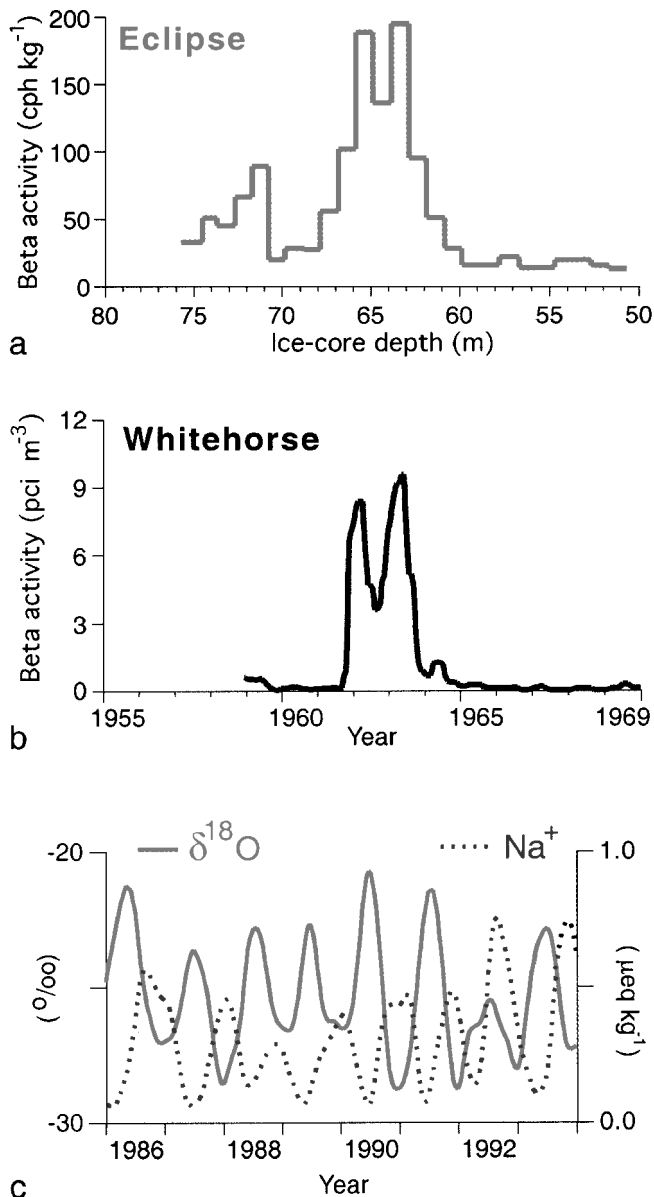 a
Eclipse
Beta activity (cph kg-1)
200
150
100
50
0
80 75 70 65 60 55 50
Ice-core depth (m)
b
Whitehorse
Beta activity (pci m-3)
12
9
6
3
0
1955 1960 1965 1969
Year
c
δ18O Na+
-20 1.0
(o/oo) (μeq kg-1)
-30 0.0
1986 1988 1990 1992
Year